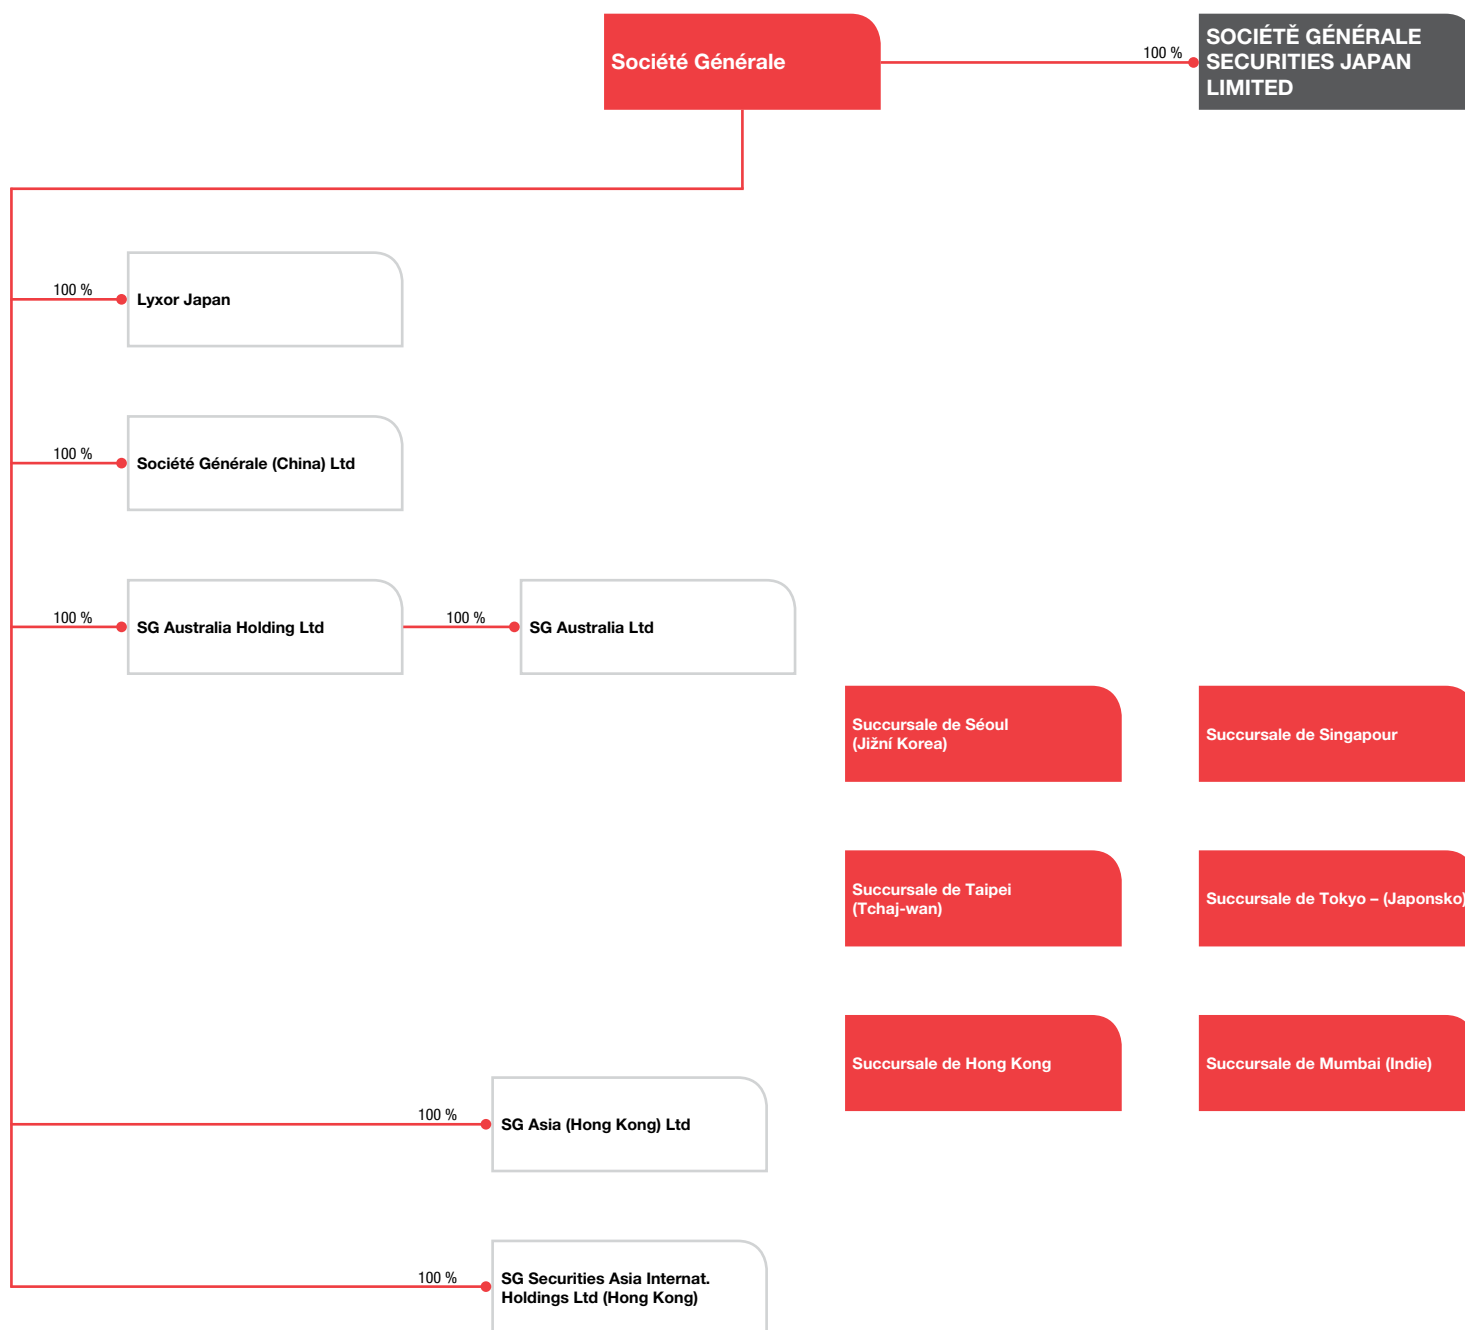 Société Générale
100 %
SOCIÉTĚ GÉNÉRALE
SECURITIES JAPAN
LIMITED
100 %
Lyxor Japan
100 %
Société Générale (China) Ltd
100 %
SG Australia Holding Ltd
100 %
SG Australia Ltd
Succursale de Séoul
(Jižní Korea)
Succursale de Singapour
Succursale de Taipei
(Tchaj-wan)
Succursale de Tokyo – (Japonsko)
Succursale de Hong Kong
Succursale de Mumbai (Indie)
100 %
SG Asia (Hong Kong) Ltd
100 %
SG Securities Asia Internat.
Holdings Ltd (Hong Kong)